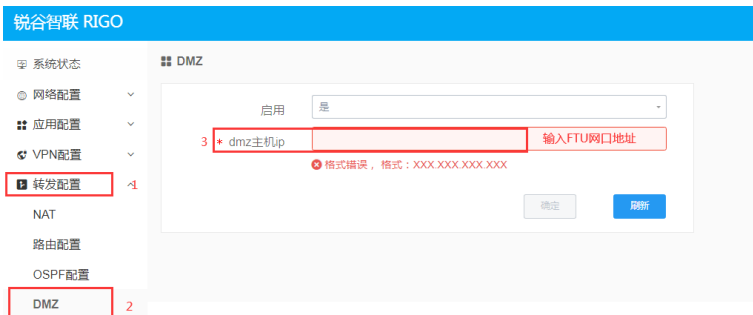 锐谷智联 RIGO
系统状态
网络配置
应用配置
VPN配置
转发配置 1
NAT
路由配置
OSPF配置
DMZ 2
DMZ
启用 是
3 * dmz主机ip 输入FTU网口地址
格式错误，格式：XXX.XXX.XXX.XXX
确定 刷新